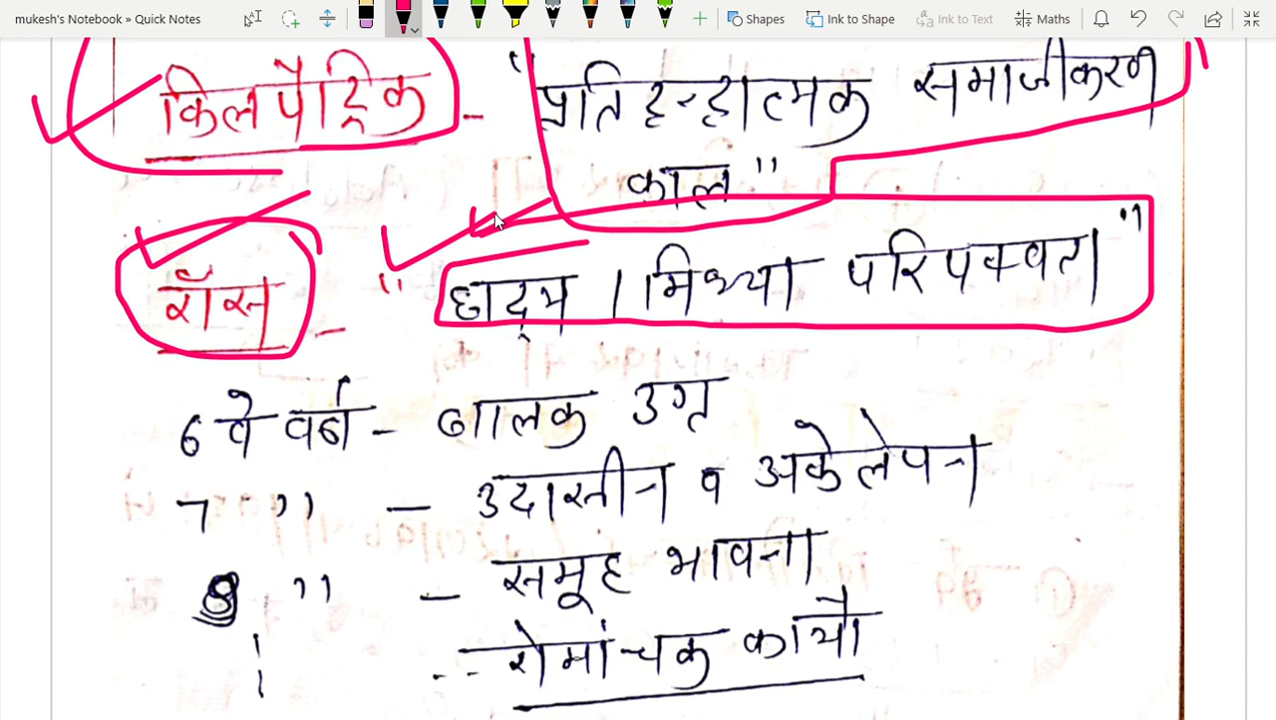 mukesh's Notebook » Quick Notes
Shapes
Ink to Shape
Ink to Text
Maths
किलपैट्रिक - "प्रतिद्वन्द्वात्मक समाजीकरण
काल"
रॉस - "छाद्म / मिथ्या परिपक्वता"
6 वे वर्ष - बालक उग्र
7 " - उदासीन व अकेलेपन
8 " - समूह भावना
-- रोमांचक कार्यो